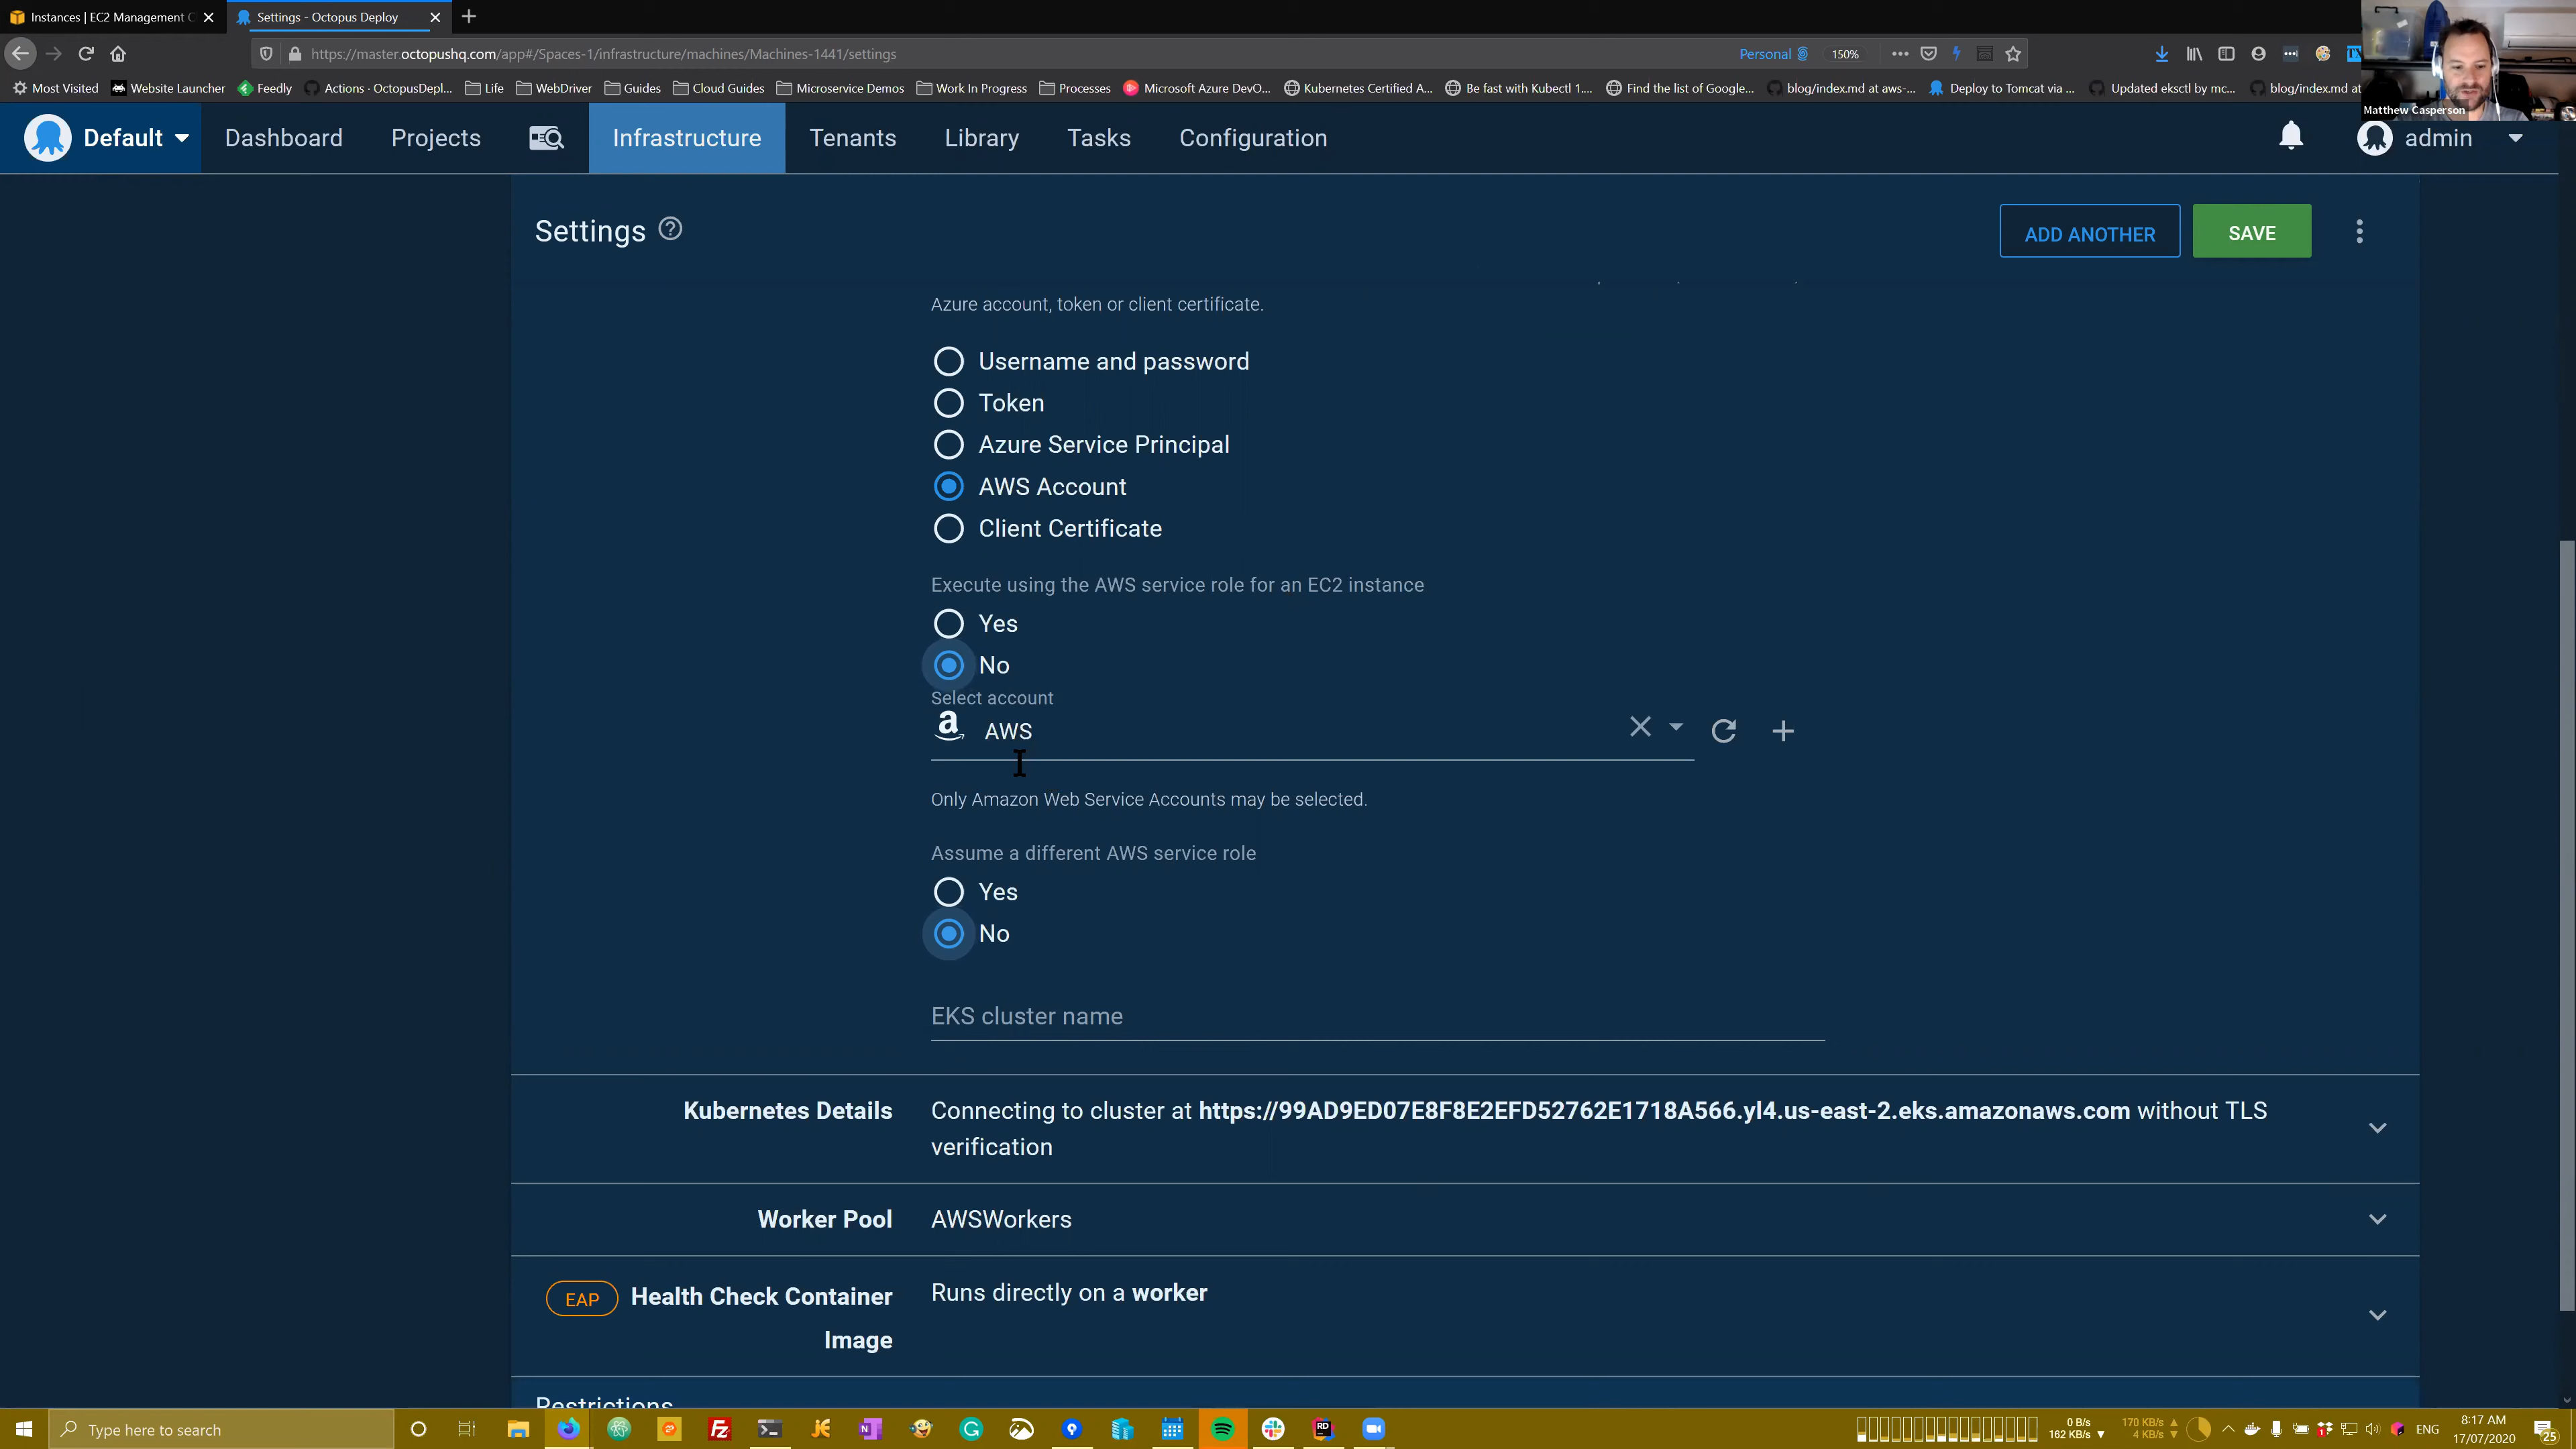 Instances | EC2 Management C
Settings - Octopus Deploy
https://master.octopushq.com/app#/Spaces-1/infrastructure/machines/Machines-1441/settings
Personal
150%
Most Visited
Website Launcher
Feedly
Actions · OctopusDepl...
Life
WebDriver
Guides
Cloud Guides
Microservice Demos
Work In Progress
Processes
Microsoft Azure DevO...
Kubernetes Certified A...
Be fast with Kubectl 1....
Find the list of Google...
blog/index.md at aws-...
Deploy to Tomcat via ...
Updated eksctl by mc...
blog/index.md at
Matthew Casperson
Default
Dashboard
Projects
Infrastructure
Tenants
Library
Tasks
Configuration
admin
Settings
ADD ANOTHER
SAVE
Azure account, token or client certificate.
Username and password
Token
Azure Service Principal
AWS Account
Client Certificate
Execute using the AWS service role for an EC2 instance
Yes
No
Select account
a AWS
Only Amazon Web Service Accounts may be selected.
Assume a different AWS service role
Yes
No
EKS cluster name
Kubernetes Details
Connecting to cluster at https://99AD9ED07E8F8E2EFD52762E1718A566.yl4.us-east-2.eks.amazonaws.com without TLS
verification
Worker Pool
AWSWorkers
EAP
Health Check Container
Image
Runs directly on a worker
Restrictions
Type here to search
0 B/s
162 KB/s
170 KB/s
4 KB/s
ENG
8:17 AM
17/07/2020
25